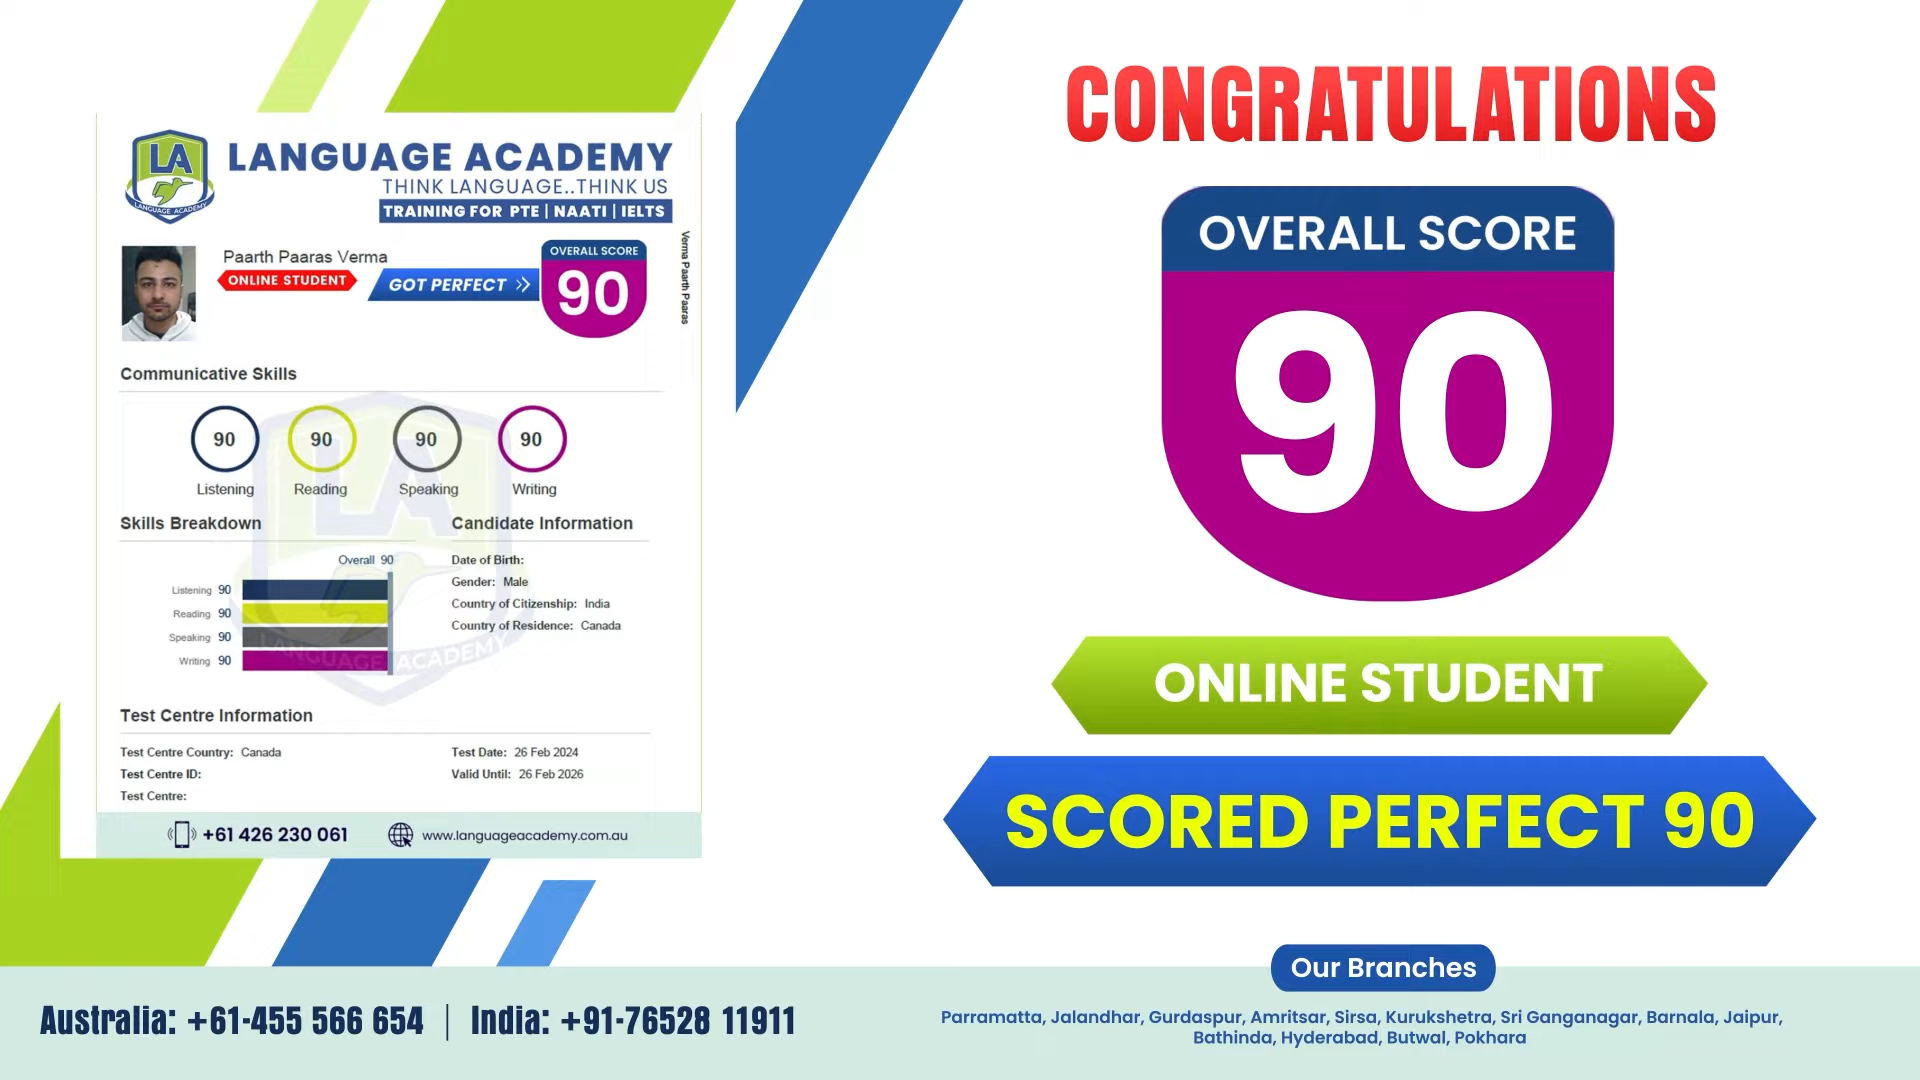 LA
LANGUAGE ACADEMY
LANGUAGE ACADEMY
THINK LANGUAGE..THINK US
TRAINING FOR PTE | NAATI | IELTS
Paarth Paaras Verma
ONLINE STUDENT
GOT PERFECT
OVERALL SCORE
90
Verma Paarth Paaras
Communicative Skills
90 90 90 90
Listening Reading Speaking Writing
Skills Breakdown
Overall 90
Listening 90
Reading 90
Speaking 90
Writing 90
Candidate Information
Date of Birth:
Gender: Male
Country of Citizenship: India
Country of Residence: Canada
LA
LANGUAGE ACADEMY
Test Centre Information
Test Centre Country: Canada
Test Centre ID:
Test Centre:
Test Date: 26 Feb 2024
Valid Until: 26 Feb 2026
+61 426 230 061
www.languageacademy.com.au
CONGRATULATIONS
OVERALL SCORE
90
ONLINE STUDENT
SCORED PERFECT 90
Our Branches
Australia: +61-455 566 654 | India: +91-76528 11911
Parramatta, Jalandhar, Gurdaspur, Amritsar, Sirsa, Kurukshetra, Sri Ganganagar, Barnala, Jaipur,
Bathinda, Hyderabad, Butwal, Pokhara